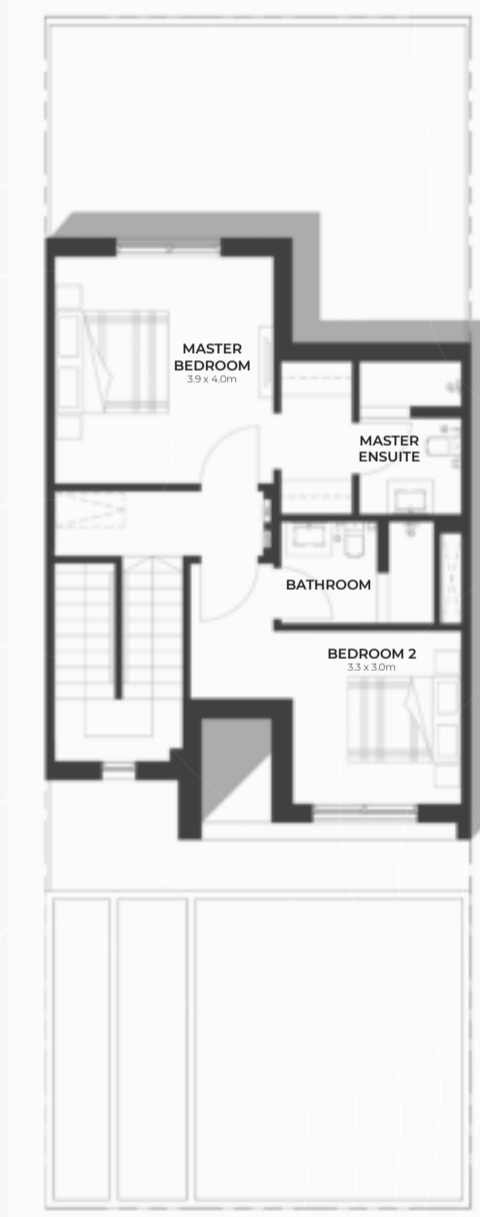 MASTER
BEDROOM
3.9 x 4.0m
MASTER
ENSUITE
BATHROOM
BEDROOM 2
3.3 x 3.0m